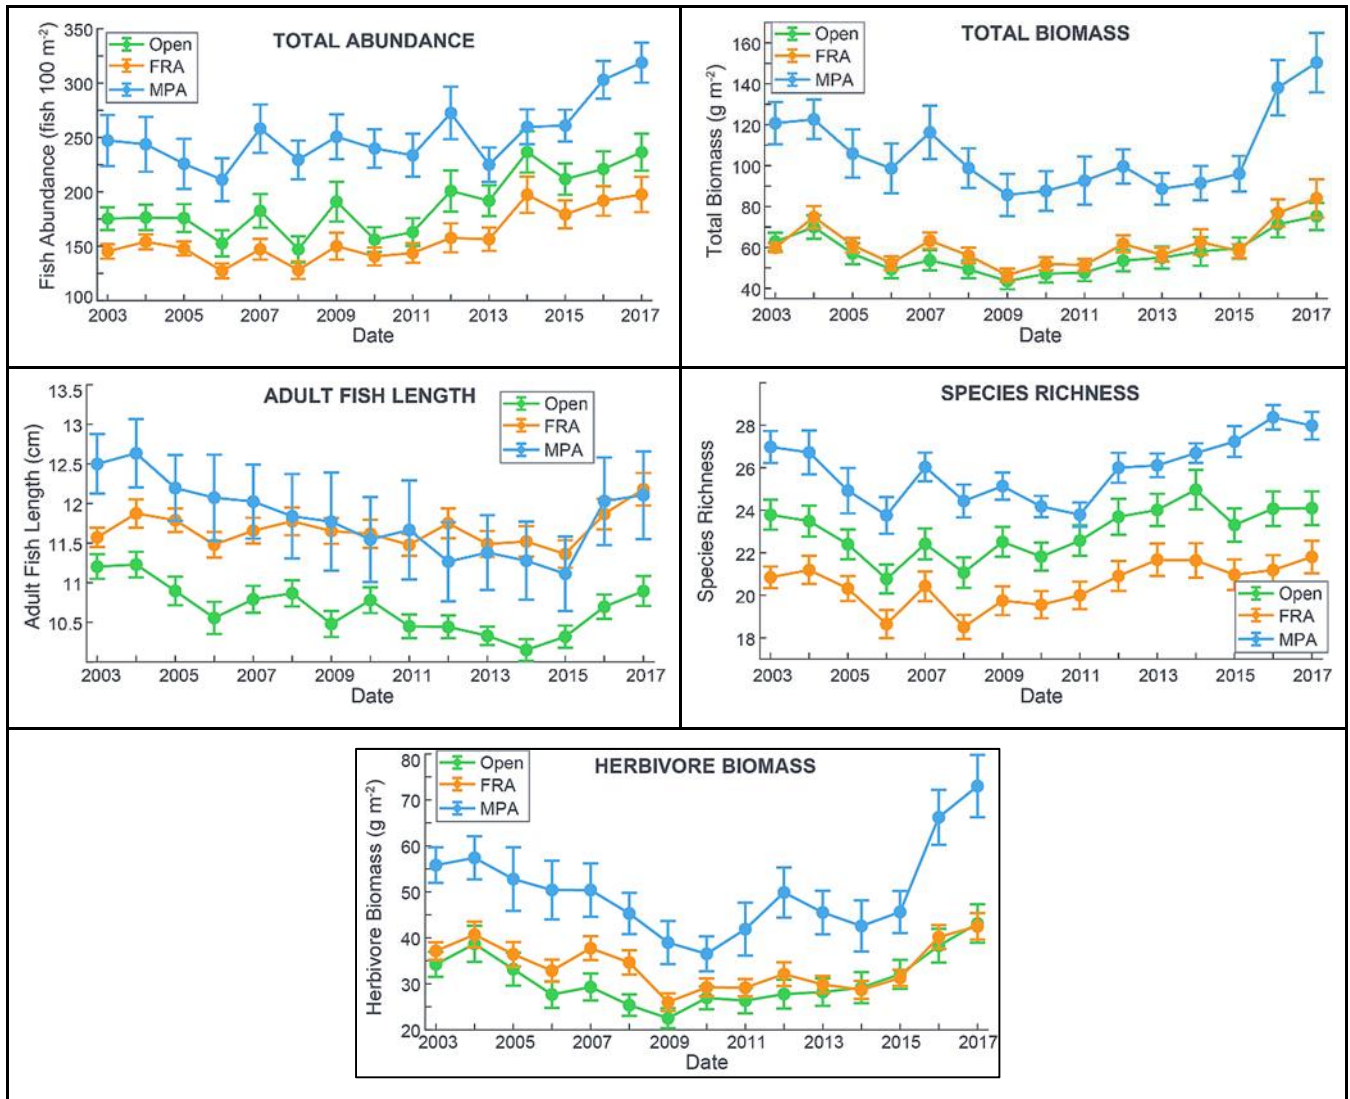 TOTAL ABUNDANCE
Open
FRA
MPA
Fish Abundance (fish 100 m⁻²)
350
300
250
200
150
100
2003 2005 2007 2009 2011 2013 2015 2017
Date
TOTAL BIOMASS
Open
FRA
MPA
Total Biomass (g m⁻²)
160
140
120
100
80
60
40
2003 2005 2007 2009 2011 2013 2015 2017
Date
ADULT FISH LENGTH
Open
FRA
MPA
Adult Fish Length (cm)
13.5
13
12.5
12
11.5
11
10.5
2003 2005 2007 2009 2011 2013 2015 2017
Date
SPECIES RICHNESS
Species Richness
28
26
24
22
20
18
Open
FRA
MPA
2003 2005 2007 2009 2011 2013 2015 2017
Date
HERBIVORE BIOMASS
Open
FRA
MPA
Herbivore Biomass (g m⁻²)
80
70
60
50
40
30
20
2003 2005 2007 2009 2011 2013 2015 2017
Date